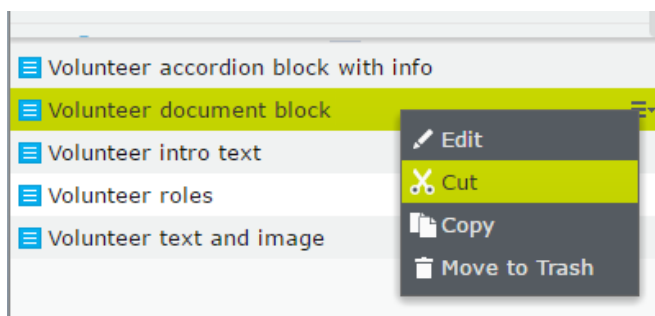 Volunteer accordion block with info
Volunteer document block
Edit
Volunteer intro text
Cut
Volunteer roles
Copy
Volunteer text and image
Move to Trash